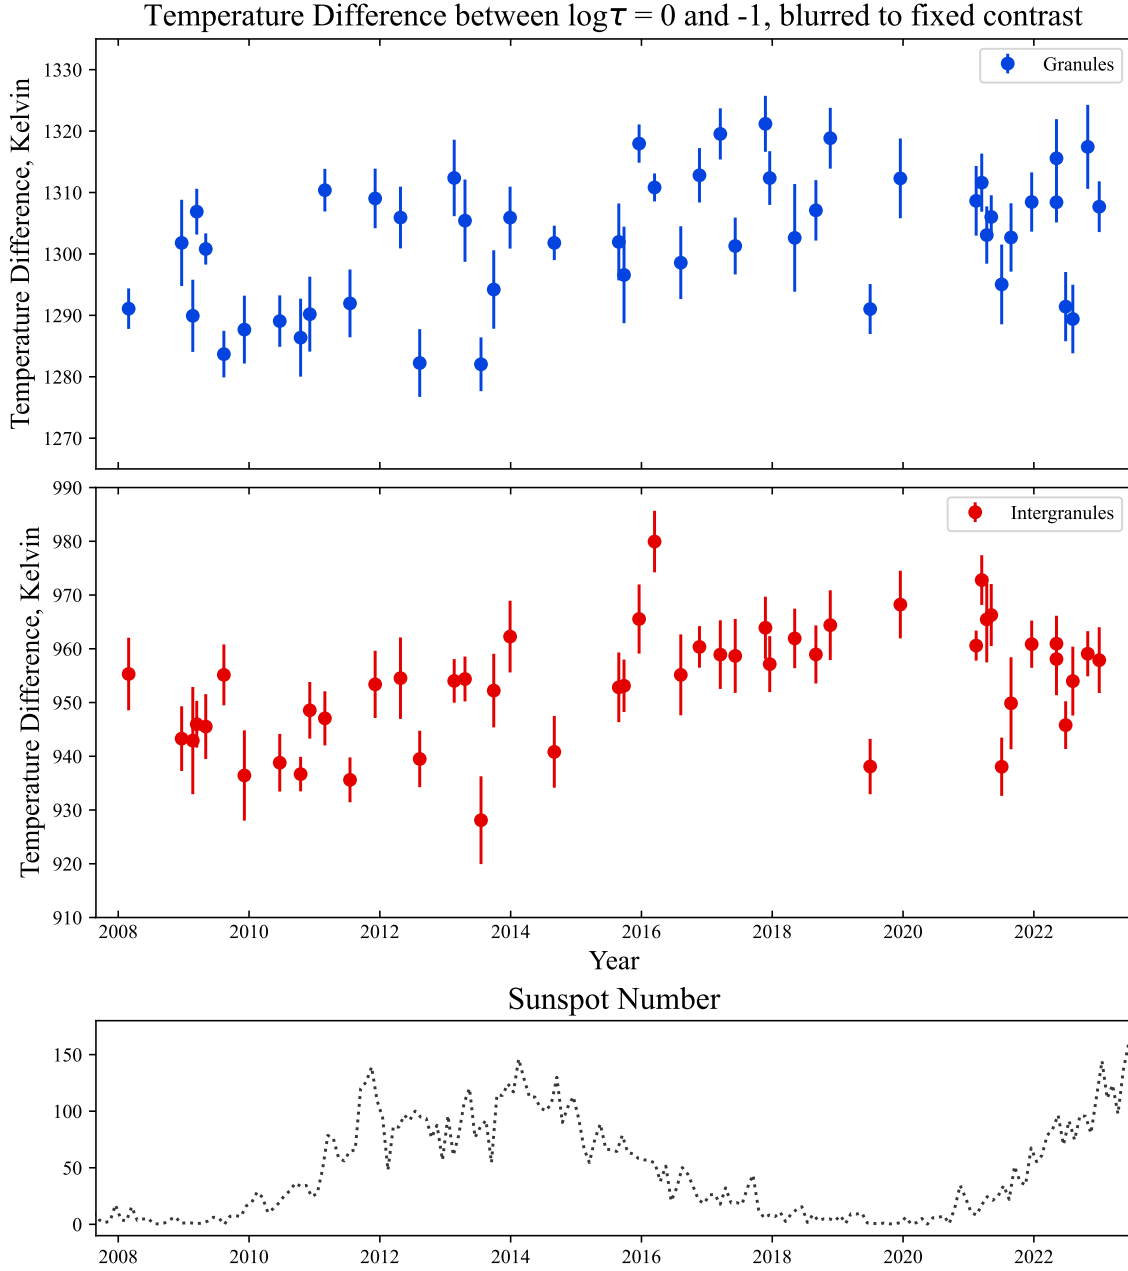 Temperature Difference between logτ = 0 and -1, blurred to fixed contrast
Temperature Difference, Kelvin
1330
1320
1310
1300
1290
1280
1270
Granules
Temperature Difference, Kelvin
990
980
970
960
950
940
930
920
910
Intergranules
2008 2010 2012 2014 2016 2018 2020 2022
Year
Sunspot Number
150
100
50
0
2008 2010 2012 2014 2016 2018 2020 2022